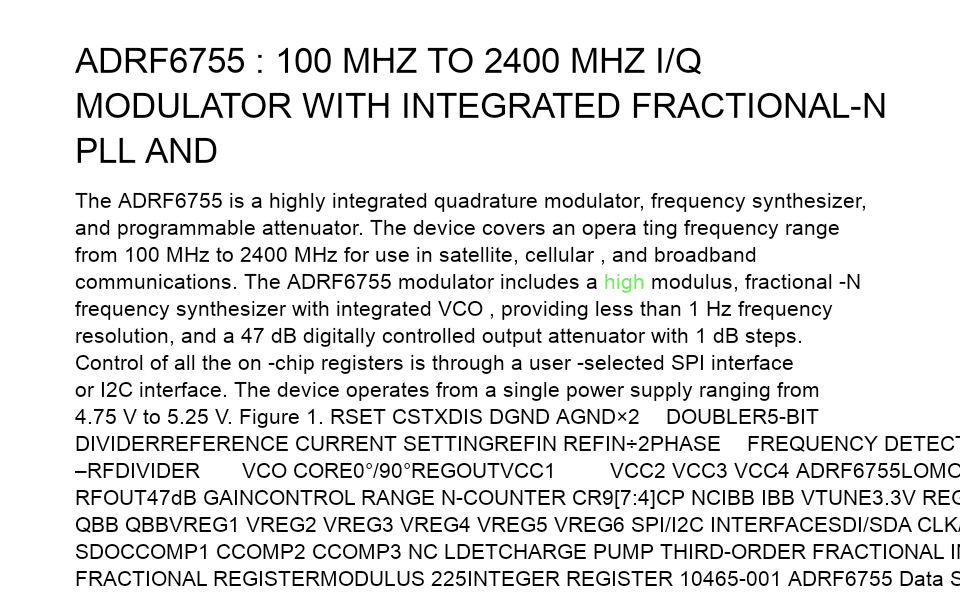 ADRF6755 : 100 MHZ TO 2400 MHZ I/Q
MODULATOR WITH INTEGRATED FRACTIONAL-N
PLL AND
The ADRF6755 is a highly integrated quadrature modulator, frequency synthesizer,
and programmable attenuator. The device covers an opera ting frequency range
from 100 MHz to 2400 MHz for use in satellite, cellular , and broadband
communications. The ADRF6755 modulator includes a high modulus, fractional -N
frequency synthesizer with integrated VCO , providing less than 1 Hz frequency
resolution, and a 47 dB digitally controlled output attenuator with 1 dB steps.
Control of all the on -chip registers is through a user -selected SPI interface
or I2C interface. The device operates from a single power supply ranging from
4.75 V to 5.25 V. Figure 1. RSET CSTXDIS DGND AGND×2 DOUBLER5-BIT
DIVIDERREFERENCE CURRENT SETTINGREFIN REFIN÷2PHASE FREQUENCY DETECT
–RFDIVIDER VCO CORE0°/90°REGOUTVCC1 VCC2 VCC3 VCC4 ADRF6755LOMO
RFOUT47dB GAINCONTROL RANGE N-COUNTER CR9[7:4]CP NCIBB IBB VTUNE3.3V REG
QBB QBBVREG1 VREG2 VREG3 VREG4 VREG5 VREG6 SPI/I2C INTERFACESDI/SDA CLK/
SDOCCOMP1 CCOMP2 CCOMP3 NC LDETCHARGE PUMP THIRD-ORDER FRACTIONAL IN
FRACTIONAL REGISTERMODULUS 225INTEGER REGISTER 10465-001 ADRF6755 Data S